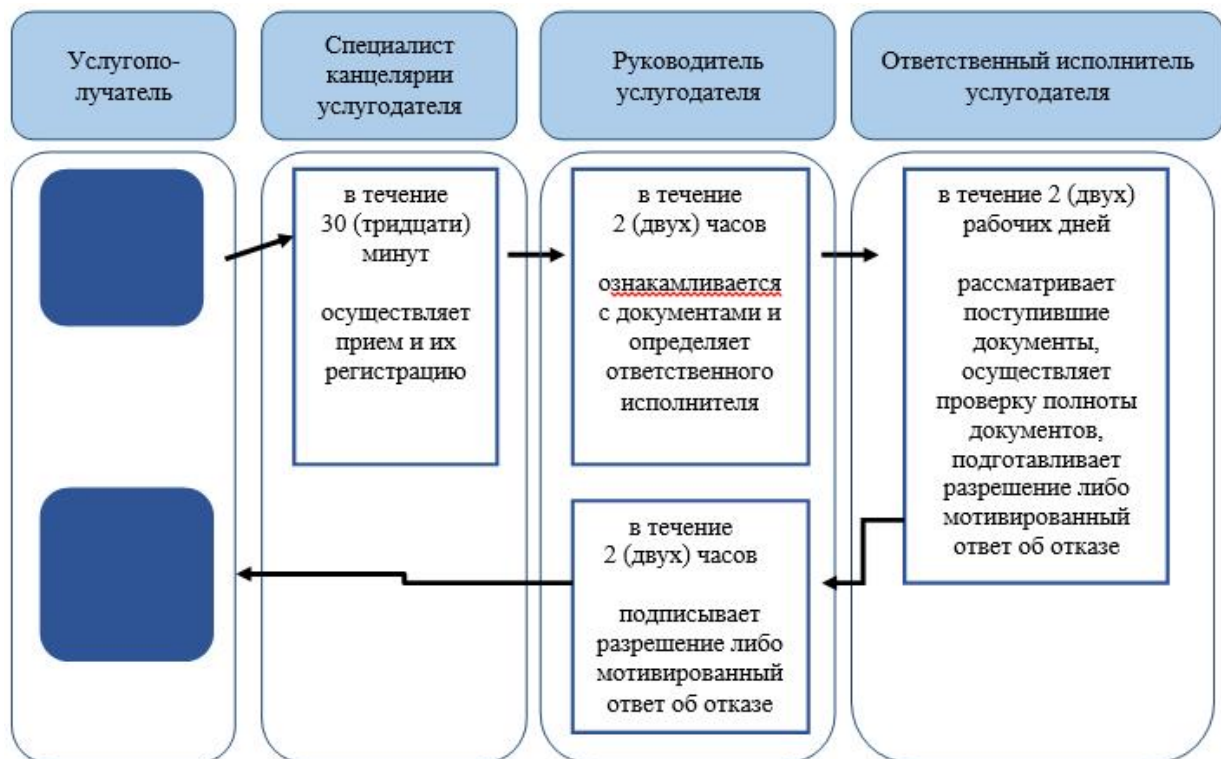 Услугопо-
лучатель
Специалист
канцелярии
услугодателя
Руководитель
услугодателя
Ответственный исполнитель
услугодателя
в течение
30 (тридцати)
минут
осуществляет
прием и их
регистрацию
в течение
2 (двух) часов
ознакамливается
с документами и
определяет
ответственного
исполнителя
в течение 2 (двух)
рабочих дней
рассматривает
поступившие
документы,
осуществляет
проверку полноты
документов,
подготавливает
разрешение либо
мотивированный
ответ об отказе
в течение
2 (двух) часов
подписывает
разрешение либо
мотивированный
ответ об отказе